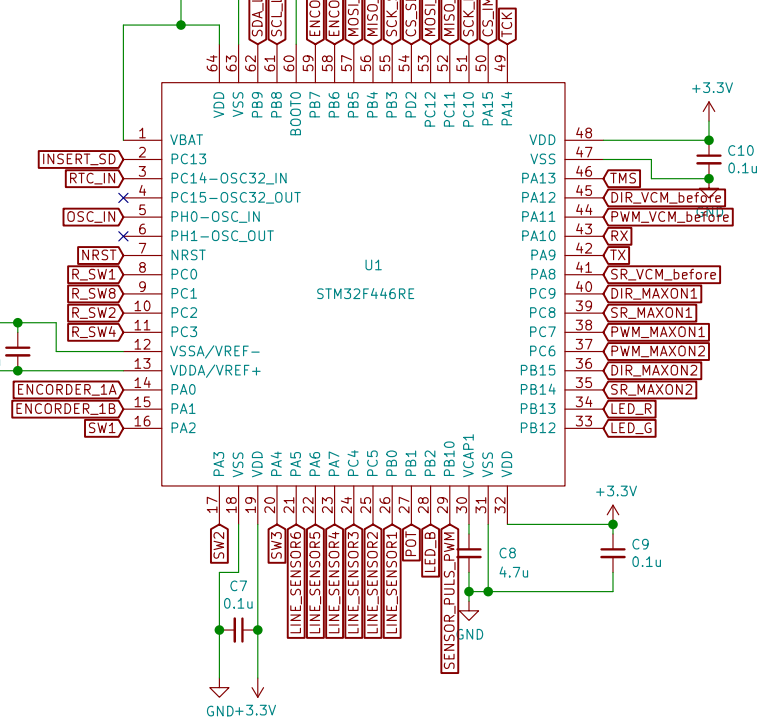 SDA_
SCL_
ENCO
ENCO
MOSI_
MISO_
SCK_
CS_S
MOSI_
MISO_
SCK_
CS_I
TCK
64
63
62
61
60
59
58
57
56
55
54
53
52
51
50
49
VDD
VSS
PB9
PB8
BOOT0
PB7
PB6
PB5
PB4
PB3
PD2
PC12
PC11
PC10
PA15
PA14
1 VBAT
INSERT_SD 2 PC13
RTC_IN 3 PC14-OSC32_IN
4 PC15-OSC32_OUT
OSC_IN 5 PH0-OSC_IN
6 PH1-OSC_OUT
NRST 7 NRST
R_SW1 8 PC0
R_SW8 9 PC1
R_SW2 10 PC2
R_SW4 11 PC3
12 VSSA/VREF-
13 VDDA/VREF+
ENCORDER_1A 14 PA0
ENCORDER_1B 15 PA1
SW1 16 PA2
U1
STM32F446RE
+3.3V
VDD 48
C10
0.1u
VSS 47
PA13 46 TMS
PA12 45 DIR_VCM_before
GND
PA11 44 PWM_VCM_before
PA10 43 RX
PA9 42 TX
PA8 41 SR_VCM_before
PC9 40 DIR_MAXON1
PC8 39 SR_MAXON1
PC7 38 PWM_MAXON1
PC6 37 PWM_MAXON2
PB15 36 DIR_MAXON2
PB14 35 SR_MAXON2
PB13 34 LED_R
PB12 33 LED_G
PA3
VSS
VDD
PA4
PA5
PA6
PA7
PC4
PC5
PB0
PB1
PB2
PB10
VCAP1
VSS
VDD
17
18
19
20
21
22
23
24
25
26
27
28
29
30
31
32
SW2
SW3
LINE_SENSOR6
LINE_SENSOR5
LINE_SENSOR4
LINE_SENSOR3
LINE_SENSOR2
LINE_SENSOR1
POT
LED_B
SENSOR_PULS_PWM
C7
0.1u
GND
+3.3V
C8
4.7u
GND
+3.3V
C9
0.1u